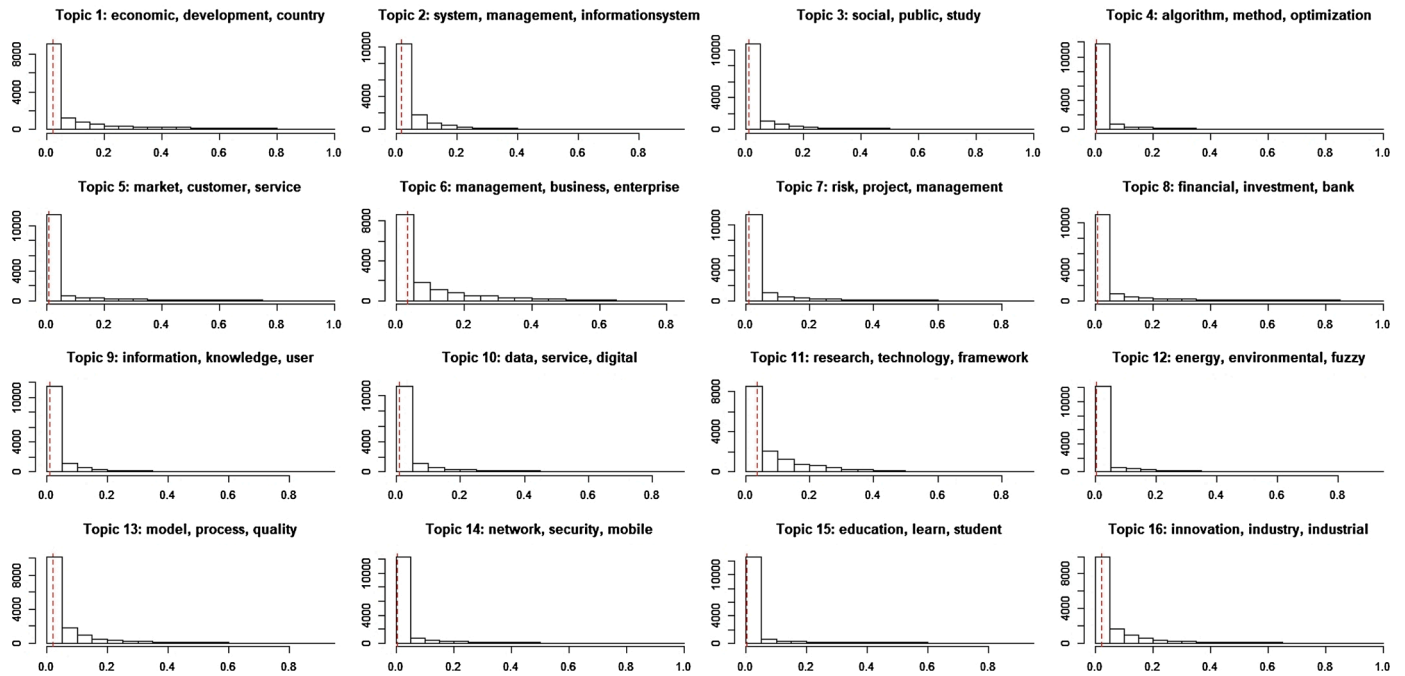 Topic 1: economic, development, country
0 4000 8000
0.0 0.2 0.4 0.6 0.8 1.0
Topic 2: system, management, informationsystem
0 4000 10000
0.0 0.2 0.4 0.6 0.8
Topic 3: social, public, study
0 4000 10000
0.0 0.2 0.4 0.6 0.8 1.0
Topic 4: algorithm, method, optimization
0 4000 10000
0.0 0.2 0.4 0.6 0.8 1.0
Topic 5: market, customer, service
0 4000 10000
0.0 0.2 0.4 0.6 0.8 1.0
Topic 6: management, business, enterprise
0 4000 8000
0.0 0.2 0.4 0.6 0.8
Topic 7: risk, project, management
0 4000 10000
0.0 0.2 0.4 0.6 0.8
Topic 8: financial, investment, bank
0 4000 10000
0.0 0.2 0.4 0.6 0.8 1.0
Topic 9: information, knowledge, user
0 4000 10000
0.0 0.2 0.4 0.6 0.8
Topic 10: data, service, digital
0 4000 10000
0.0 0.2 0.4 0.6 0.8
Topic 11: research, technology, framework
0 4000 8000
0.0 0.2 0.4 0.6 0.8
Topic 12: energy, environmental, fuzzy
0 4000 10000
0.0 0.2 0.4 0.6 0.8
Topic 13: model, process, quality
0 4000 8000
0.0 0.2 0.4 0.6 0.8
Topic 14: network, security, mobile
0 4000 10000
0.0 0.2 0.4 0.6 0.8 1.0
Topic 15: education, learn, student
0 4000 10000
0.0 0.2 0.4 0.6 0.8
Topic 16: innovation, industry, industrial
0 4000 8000
0.0 0.2 0.4 0.6 0.8 1.0